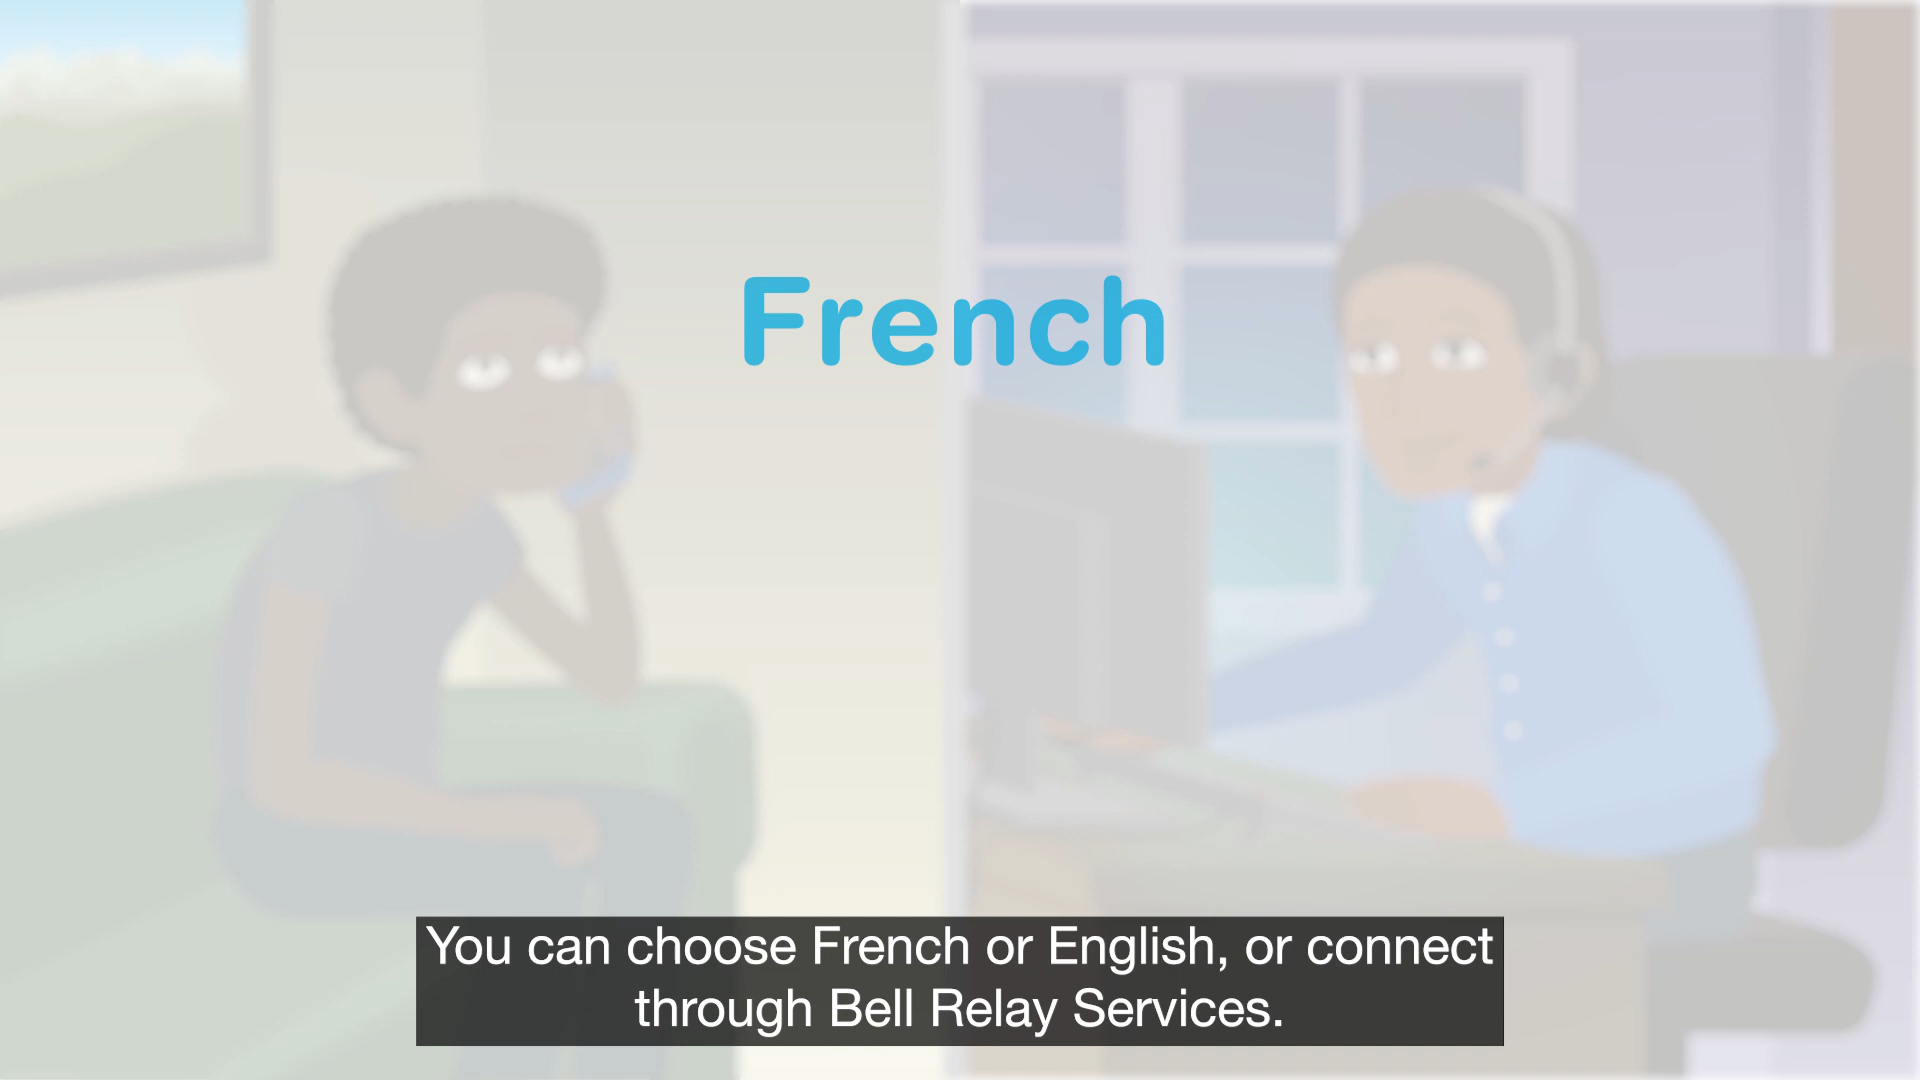 French
You can choose French or English, or connect
through Bell Relay Services.